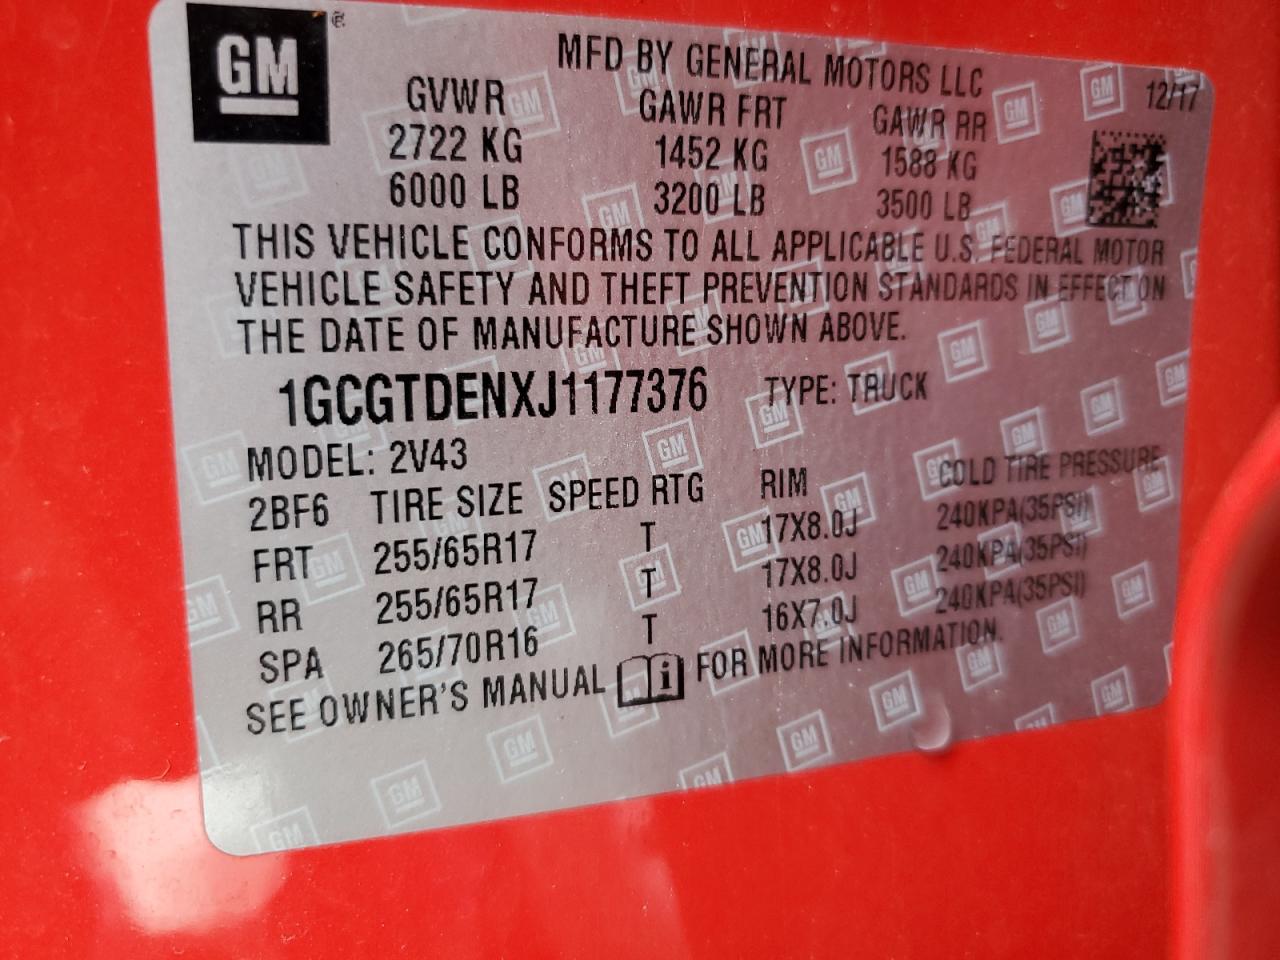 GM
MFD BY GENERAL MOTORS LLC
12/17
GVWR GAWR FRT GAWR RR
2722 KG 1452 KG 1588 KG
6000 LB 3200 LB 3500 LB
THIS VEHICLE CONFORMS TO ALL APPLICABLE U.S. FEDERAL MOTOR
VEHICLE SAFETY AND THEFT PREVENTION STANDARDS IN EFFECT ON
THE DATE OF MANUFACTURE SHOWN ABOVE.
1GCGTDENXJ1177376 TYPE: TRUCK
MODEL: 2V43
2BF6 TIRE SIZE SPEED RTG RIM COLD TIRE PRESSURE
FRT 255/65R17 T 17X8.0J 240KPA(35PSI)
RR 255/65R17 T 17X8.0J 240KPA(35PSI)
SPA 265/70R16 T 16X7.0J 240KPA(35PSI)
SEE OWNER'S MANUAL i FOR MORE INFORMATION.